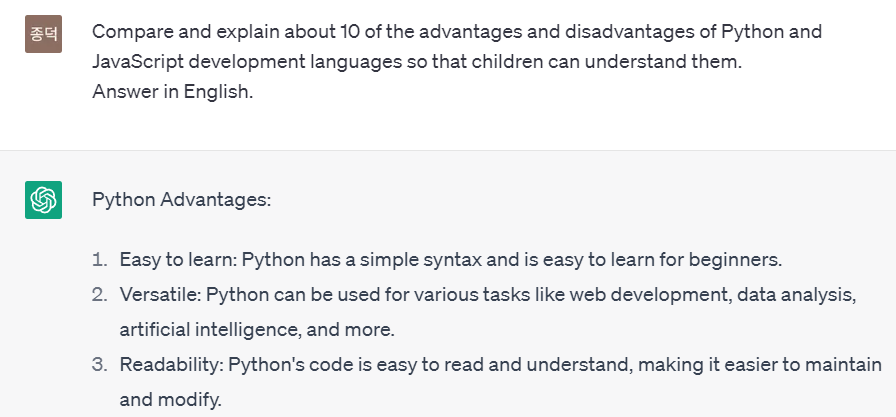 종덕
Compare and explain about 10 of the advantages and disadvantages of Python and
JavaScript development languages so that children can understand them.
Answer in English.
Python Advantages:
1. Easy to learn: Python has a simple syntax and is easy to learn for beginners.
2. Versatile: Python can be used for various tasks like web development, data analysis,
artificial intelligence, and more.
3. Readability: Python's code is easy to read and understand, making it easier to maintain
and modify.